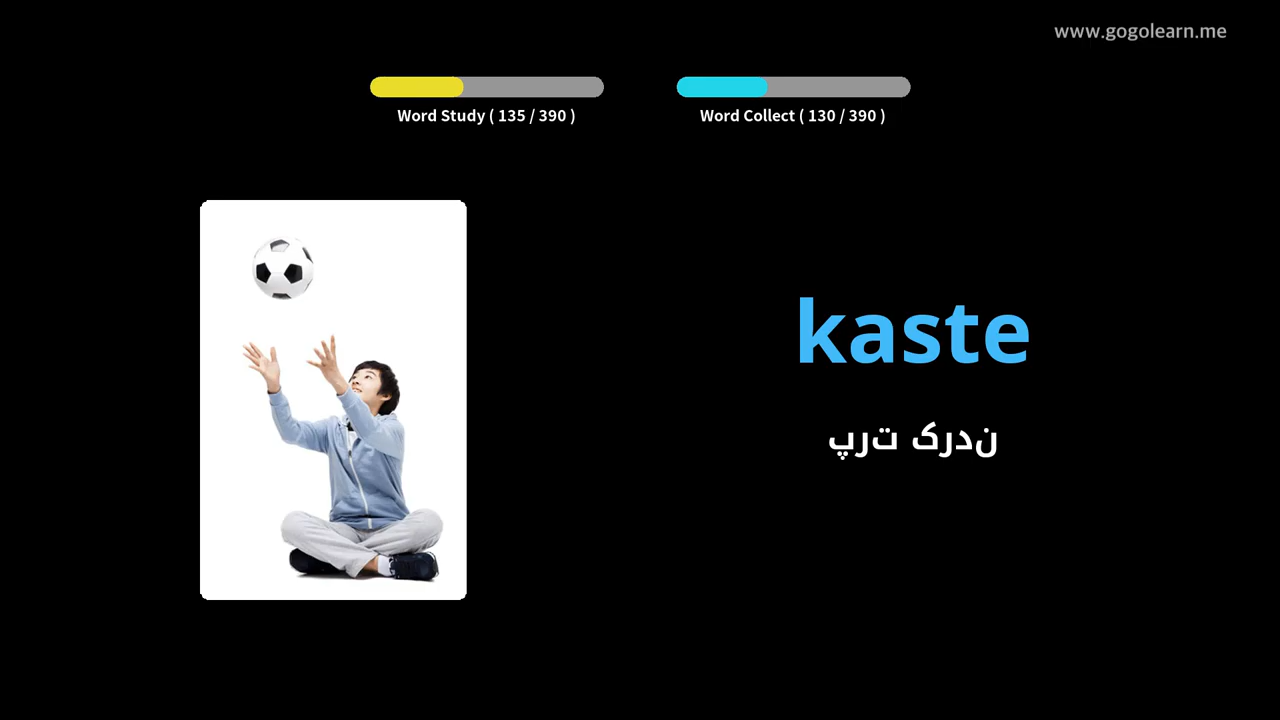 www.gogolearn.me
Word Study ( 135 / 390 )
Word Collect ( 130 / 390 )
kaste
پرت کردن